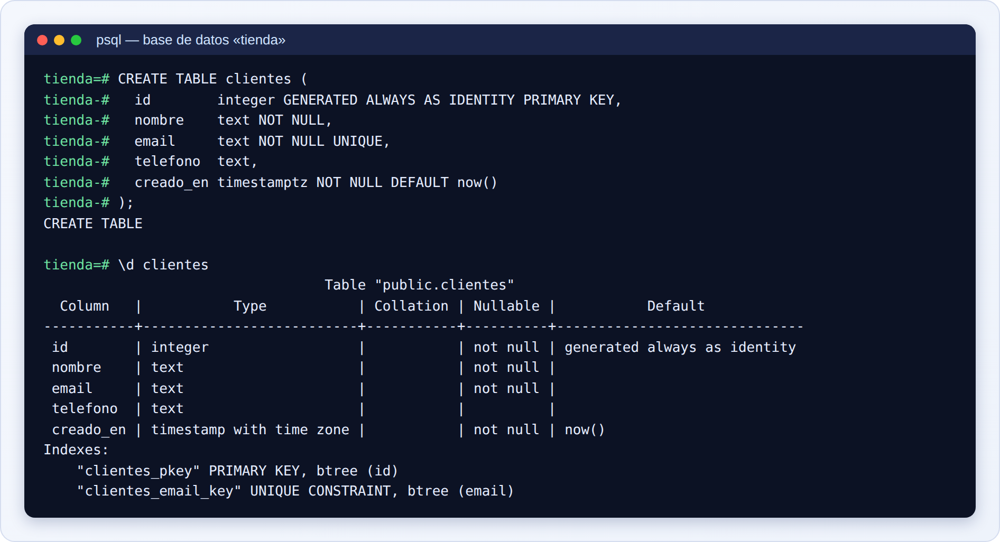 psql — base de datos «tienda»
tienda=# CREATE TABLE clientes (
tienda-#   id        integer GENERATED ALWAYS AS IDENTITY PRIMARY KEY,
tienda-#   nombre    text NOT NULL,
tienda-#   email     text NOT NULL UNIQUE,
tienda-#   telefono  text,
tienda-#   creado_en timestamptz NOT NULL DEFAULT now()
tienda-# );
CREATE TABLE

tienda=# \d clientes
                                  Table "public.clientes"
  Column   |           Type           | Collation | Nullable |           Default
-----------+--------------------------+-----------+----------+------------------------------
 id        | integer                  |           | not null | generated always as identity
 nombre    | text                     |           | not null |
 email     | text                     |           | not null |
 telefono  | text                     |           |          |
 creado_en | timestamp with time zone |           | not null | now()
Indexes:
    "clientes_pkey" PRIMARY KEY, btree (id)
    "clientes_email_key" UNIQUE CONSTRAINT, btree (email)